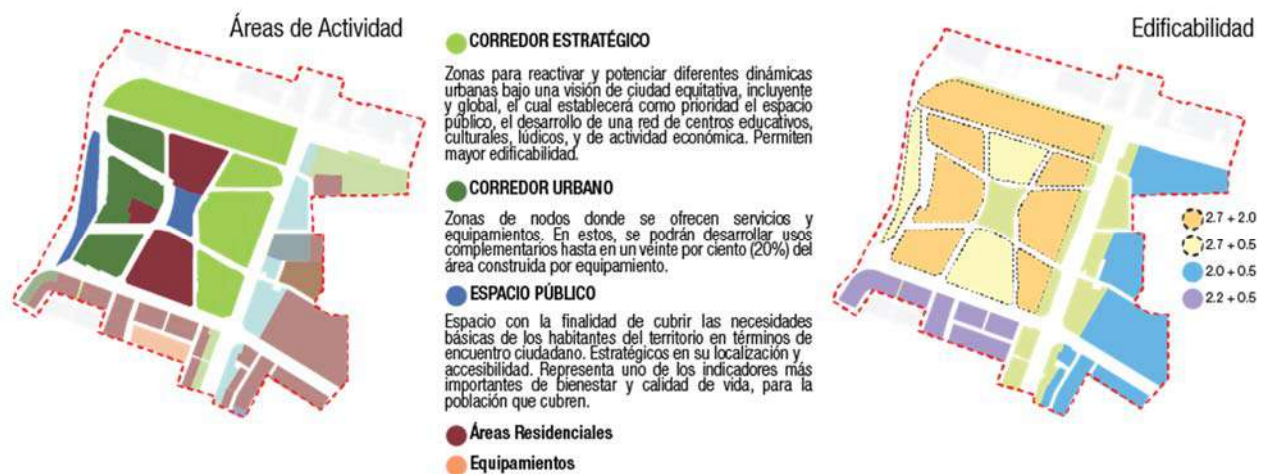 Áreas de Actividad
CORREDOR ESTRATÉGICO
Zonas para reactivar y potenciar diferentes dinámicas
urbanas bajo una visión de ciudad equitativa, incluyente
y global, el cual establecerá como prioridad el espacio
público, el desarrollo de una red de centros educativos,
culturales, lúdicos, y de actividad económica. Permiten
mayor edificabilidad.
CORREDOR URBANO
Zonas de nodos donde se ofrecen servicios y
equipamientos. En estos, se podrán desarrollar usos
complementarios hasta en un veinte por ciento (20%) del
área construida por equipamiento.
ESPACIO PÚBLICO
Espacio con la finalidad de cubrir las necesidades
básicas de los habitantes del territorio en términos de
encuentro ciudadano. Estratégicos en su localización y
accesibilidad. Representa uno de los indicadores más
importantes de bienestar y calidad de vida, para la
población que cubren.
Áreas Residenciales
Equipamientos
Edificabilidad
2.7 + 2.0
2.7 + 0.5
2.0 + 0.5
2.2 + 0.5